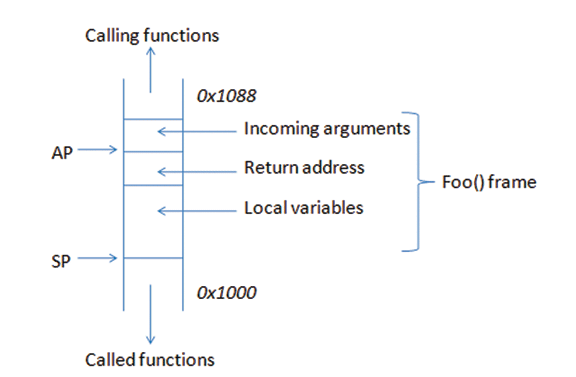 Calling functions
0x1088
Incoming arguments
AP
Return address
Foo() frame
Local variables
SP
0x1000
Called functions